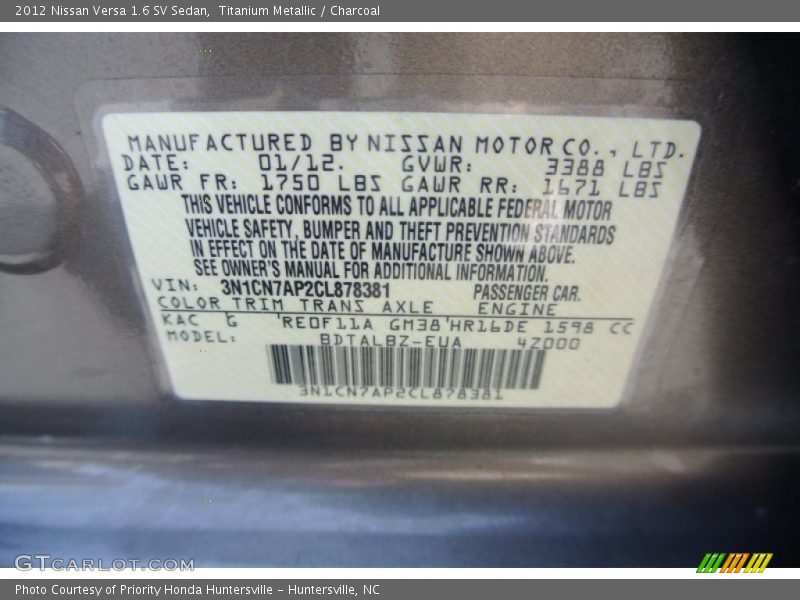 2012 Nissan Versa 1.6 SV Sedan, Titanium Metallic / Charcoal
MANUFACTURED BY NISSAN MOTOR CO., LTD.
DATE: 01/12. GVWR: 3388 LBS
GAWR FR: 1750 LBS GAWR RR: 1671 LBS
THIS VEHICLE CONFORMS TO ALL APPLICABLE FEDERAL MOTOR
VEHICLE SAFETY, BUMPER AND THEFT PREVENTION STANDARDS
IN EFFECT ON THE DATE OF MANUFACTURE SHOWN ABOVE.
SEE OWNER'S MANUAL FOR ADDITIONAL INFORMATION.
VIN: 3N1CN7AP2CL878381 PASSENGER CAR.
COLOR TRIM TRANS AXLE ENGINE
KAC G RE0F11A GM38 HR16DE 1598 CC
MODEL: BDTALBZ-EUA 4Z000
3N1CN7AP2CL878381
GTCARLOT.COM
Photo Courtesy of Priority Honda Huntersville - Huntersville, NC